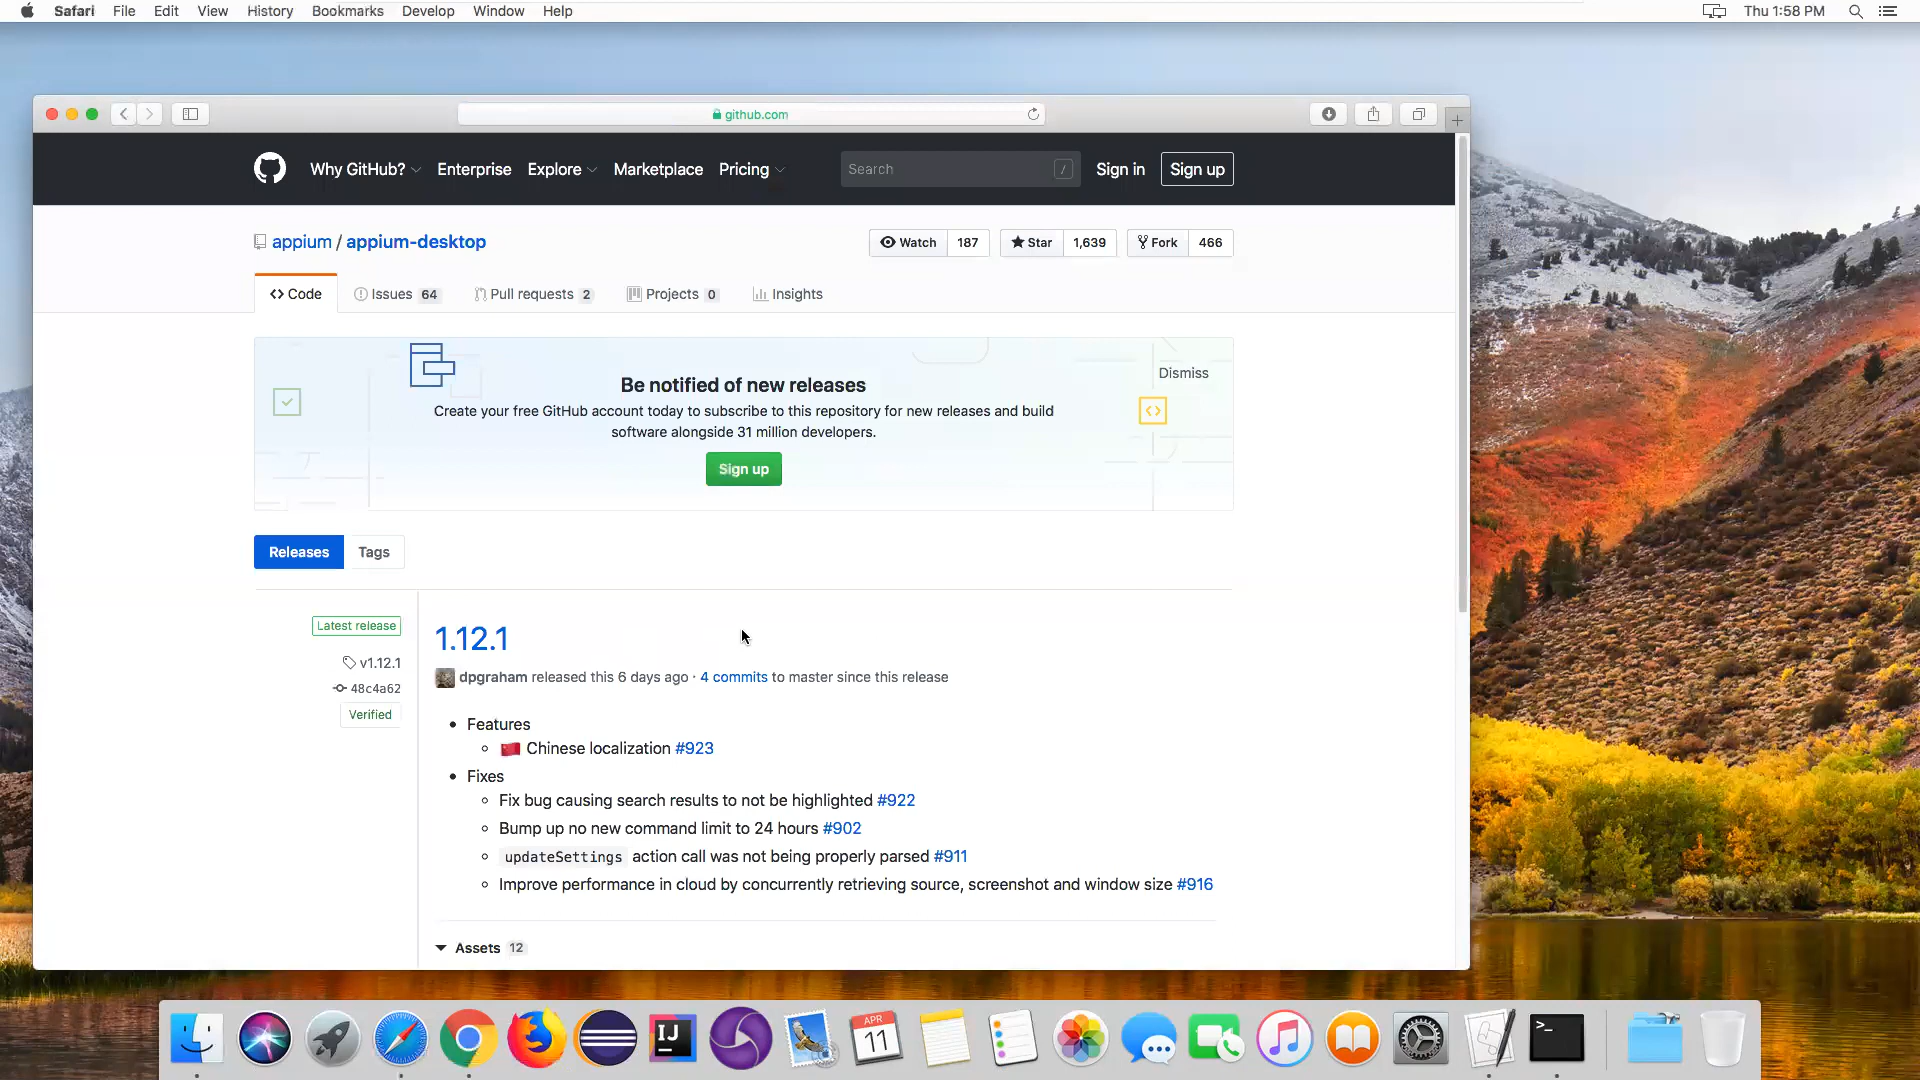 Safari File Edit View History Bookmarks Develop Window Help Thu 1:58 PM
github.com
Why GitHub? Enterprise Explore Marketplace Pricing Search / Sign in Sign up
appium / appium-desktop Watch 187 Star 1,639 Fork 466
Code Issues 64 Pull requests 2 Projects 0 Insights
Dismiss
Be notified of new releases
Create your free GitHub account today to subscribe to this repository for new releases and build
software alongside 31 million developers.
Sign up
Releases Tags
Latest release
v1.12.1
48c4a62
Verified
1.12.1
dpgraham released this 6 days ago · 4 commits to master since this release
• Features
◦ 🇨🇳 Chinese localization #923
• Fixes
◦ Fix bug causing search results to not be highlighted #922
◦ Bump up no new command limit to 24 hours #902
◦ updateSettings action call was not being properly parsed #911
◦ Improve performance in cloud by concurrently retrieving source, screenshot and window size #916
Assets 12
IJ
APR
11
>_